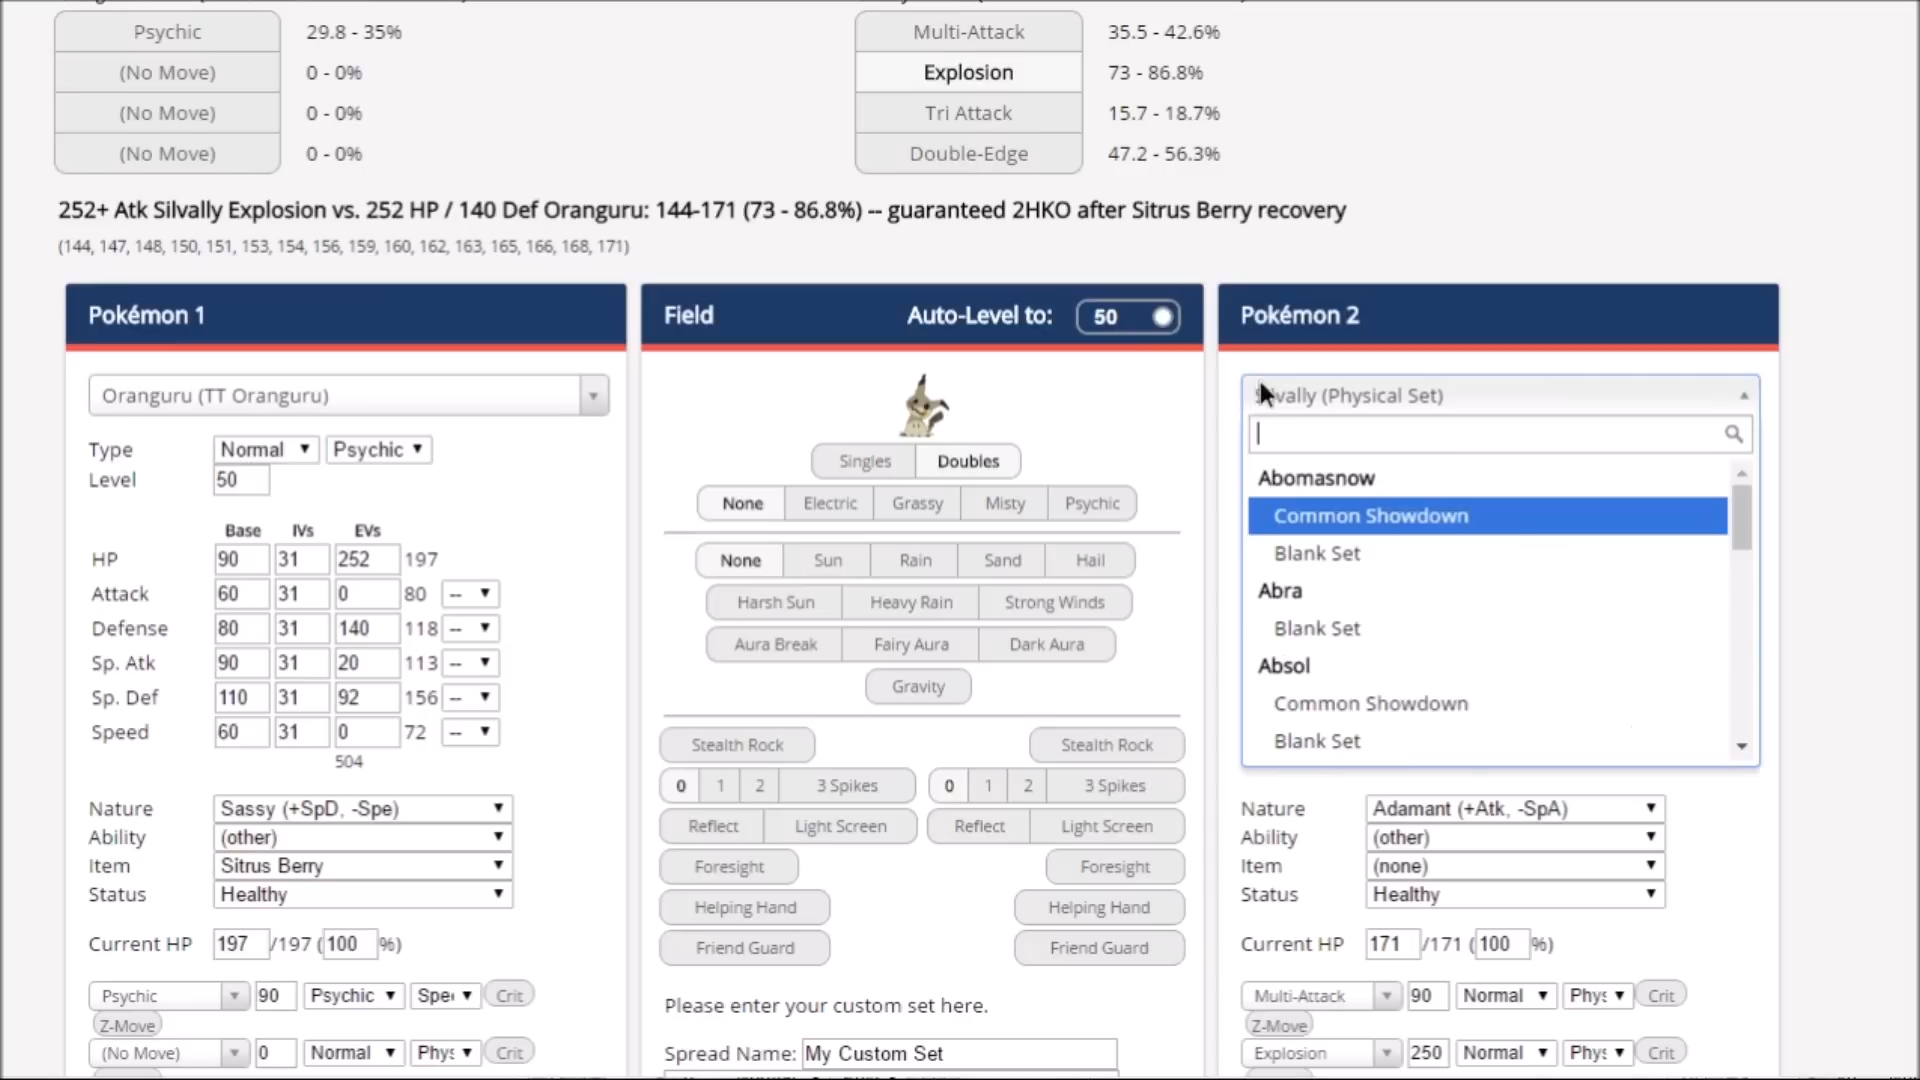 Psychic 29.8 - 35%
(No Move) 0 - 0%
(No Move) 0 - 0%
(No Move) 0 - 0%
Multi-Attack 35.5 - 42.6%
Explosion 73 - 86.8%
Tri Attack 15.7 - 18.7%
Double-Edge 47.2 - 56.3%
252+ Atk Silvally Explosion vs. 252 HP / 140 Def Oranguru: 144-171 (73 - 86.8%) -- guaranteed 2HKO after Sitrus Berry recovery
(144, 147, 148, 150, 151, 153, 154, 156, 159, 160, 162, 163, 165, 166, 168, 171)
Pokémon 1
Oranguru (TT Oranguru)
Type Normal Psychic
Level 50
Base IVs EVs
HP 90 31 252 197
Attack 60 31 0 80 --
Defense 80 31 140 118 --
Sp. Atk 90 31 20 113 --
Sp. Def 110 31 92 156 --
Speed 60 31 0 72 --
504
Nature Sassy (+SpD, -Spe)
Ability (other)
Item Sitrus Berry
Status Healthy
Current HP 197 /197 (100 %)
Psychic 90 Psychic Spe Crit
Z-Move
(No Move) 0 Normal Phys Crit
Field Auto-Level to: 50
Singles Doubles
None Electric Grassy Misty Psychic
None Sun Rain Sand Hail
Harsh Sun Heavy Rain Strong Winds
Aura Break Fairy Aura Dark Aura
Gravity
Stealth Rock Stealth Rock
0 1 2 3 Spikes 0 1 2 3 Spikes
Reflect Light Screen Reflect Light Screen
Foresight Foresight
Helping Hand Helping Hand
Friend Guard Friend Guard
Please enter your custom set here.
Spread Name: My Custom Set
Pokémon 2
Silvally (Physical Set)
Abomasnow
Common Showdown
Blank Set
Abra
Blank Set
Absol
Common Showdown
Blank Set
Nature Adamant (+Atk, -SpA)
Ability (other)
Item (none)
Status Healthy
Current HP 171 /171 (100 %)
Multi-Attack 90 Normal Phys Crit
Z-Move
Explosion 250 Normal Phys Crit